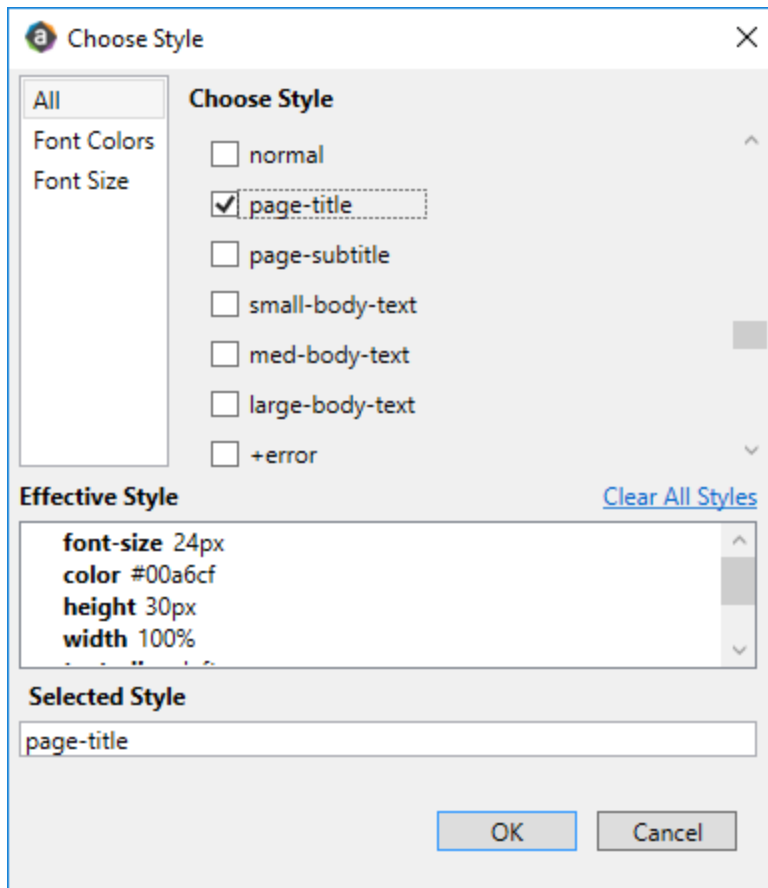 a Choose Style
All
Font Colors
Font Size
Choose Style
normal
page-title
page-subtitle
small-body-text
med-body-text
large-body-text
+error
Effective Style
Clear All Styles
font-size 24px
color #00a6cf
height 30px
width 100%
Selected Style
page-title
OK
Cancel